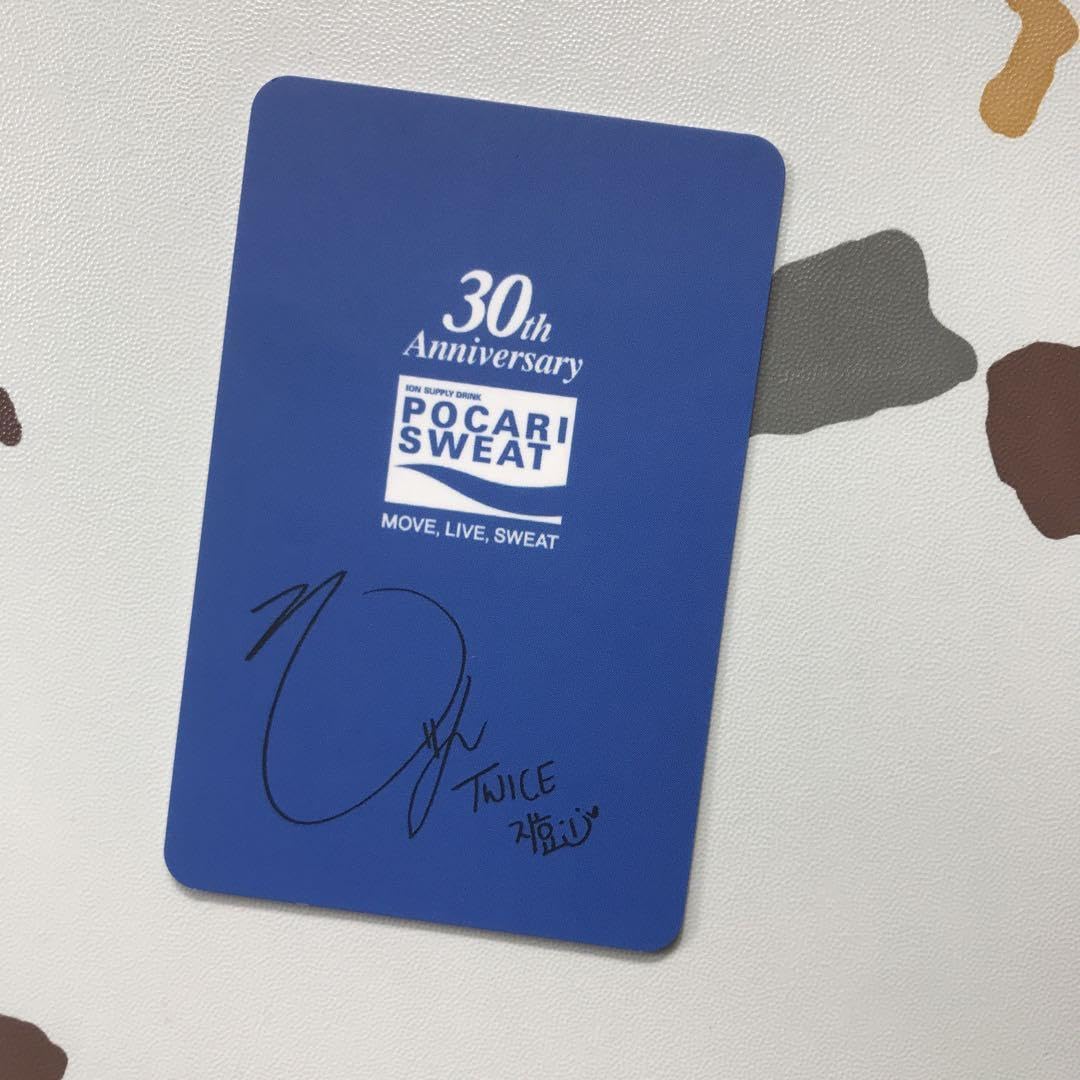 30th
Anniversary
ION SUPPLY DRINK
POCARI
SWEAT
MOVE, LIVE, SWEAT
TWICE
지효